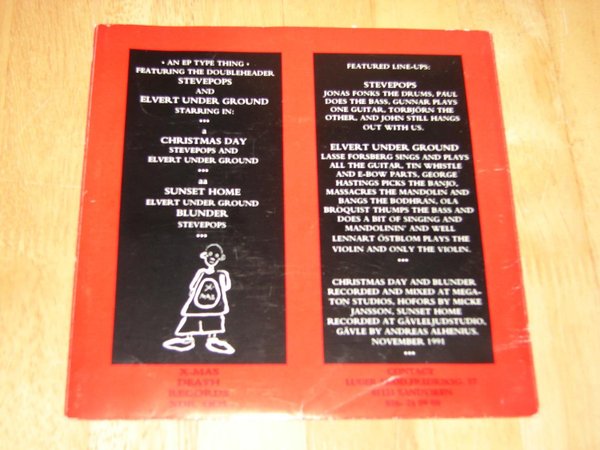 • AN EP TYPE THING •
FEATURING THE DOUBLEHEADER
STEVEPOPS
AND
ELVERT UNDER GROUND
STARRING IN:
•••
a
CHRISTMAS DAY
STEVEPOPS AND
ELVERT UNDER GROUND
•••
aa
SUNSET HOME
ELVERT UNDER GROUND
BLUNDER
STEVEPOPS
•••
X-
MAS
X-MAS
DEATH
RECORDS
FEATURED LINE-UPS:
STEVEPOPS
JONAS FONKS THE DRUMS, PAUL
DOES THE BASS, GUNNAR PLAYS
ONE GUITAR, TORBJÖRN THE
OTHER, AND JOHN STILL HANGS
OUT WITH US.
ELVERT UNDER GROUND
LASSE FORSBERG SINGS AND PLAYS
ALL THE GUITAR, TIN WHISTLE
AND E-BOW PARTS, GEORGE
HASTINGS PICKS THE BANJO,
MASSACRES THE MANDOLIN AND
BANGS THE BODHRAN, OLA
BROQUIST THUMPS THE BASS AND
DOES A BIT OF SINGING AND
MANDOLININ' AND WELL
LENNART ÖSTBLOM PLAYS THE
VIOLIN AND ONLY THE VIOLIN.
•••
CHRISTMAS DAY AND BLUNDER
RECORDED AND MIXED AT MEGA-
TON STUDIOS, HOFORS BY MICKE
JANSSON, SUNSET HOME
RECORDED AT GÄVLELJUDSTUDIO,
GÄVLE BY ANDREAS ALHENIUS.
NOVEMBER 1991
•••
CONTACT
SANDVIKEN